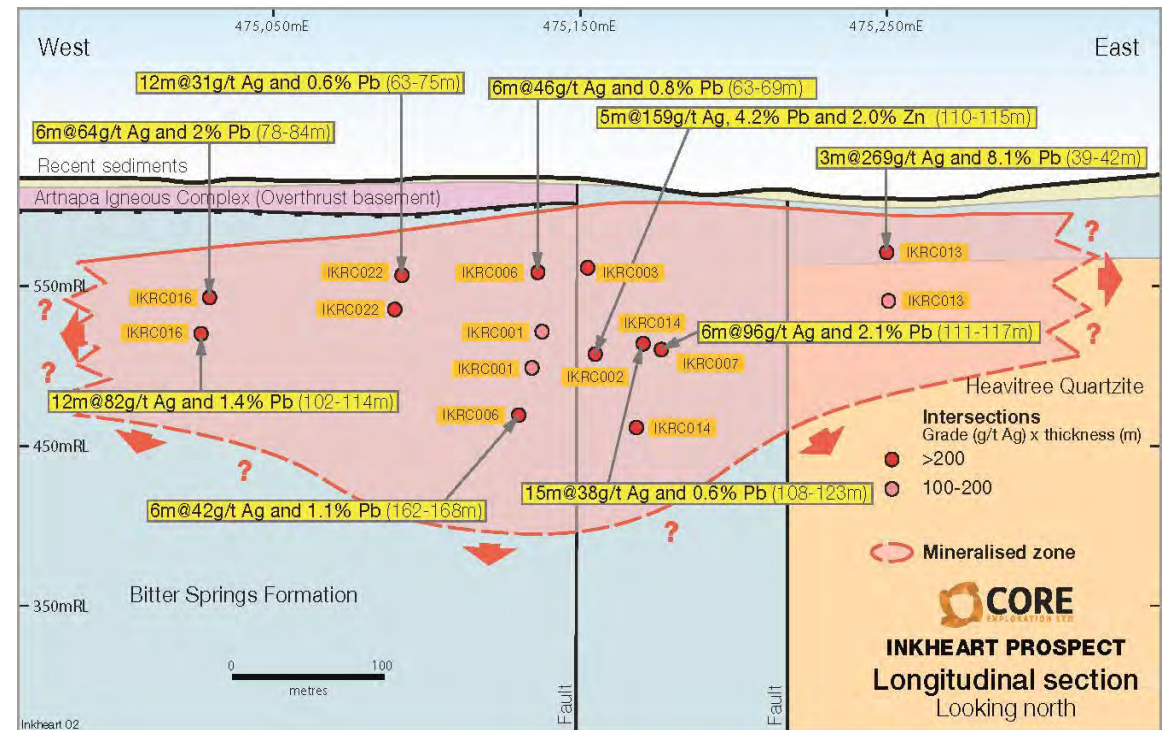 475,050mE
475,150mE
475,250mE
West
East
12m@31g/t Ag and 0.6% Pb (63-75m)
6m@46g/t Ag and 0.8% Pb (63-69m)
5m@159g/t Ag, 4.2% Pb and 2.0% Zn (110-115m)
6m@64g/t Ag and 2% Pb (78-84m)
3m@269g/t Ag and 8.1% Pb (39-42m)
Recent sediments
Artnapa Igneous Complex (Overthrust basement)
?
IKRC013
IKRC022
IKRC006
IKRC003
550mRL
IKRC016
IKRC013
?
IKRC022
IKRC014
IKRC016
IKRC001
6m@96g/t Ag and 2.1% Pb (111-117m)
?
IKRC007
IKRC001
IKRC002
?
Heavitree Quartzite
12m@82g/t Ag and 1.4% Pb (102-114m)
IKRC006
IKRC014
Intersections
Grade (g/t Ag) x thickness (m)
>200
100-200
450mRL
?
15m@38g/t Ag and 0.6% Pb (108-123m)
6m@42g/t Ag and 1.1% Pb (162-168m)
?
Mineralised zone
Bitter Springs Formation
350mRL
CORE
EXPLORATION LTD
INKHEART PROSPECT
Longitudinal section
Looking north
0
100
metres
Fault
Fault
Inkheart 02